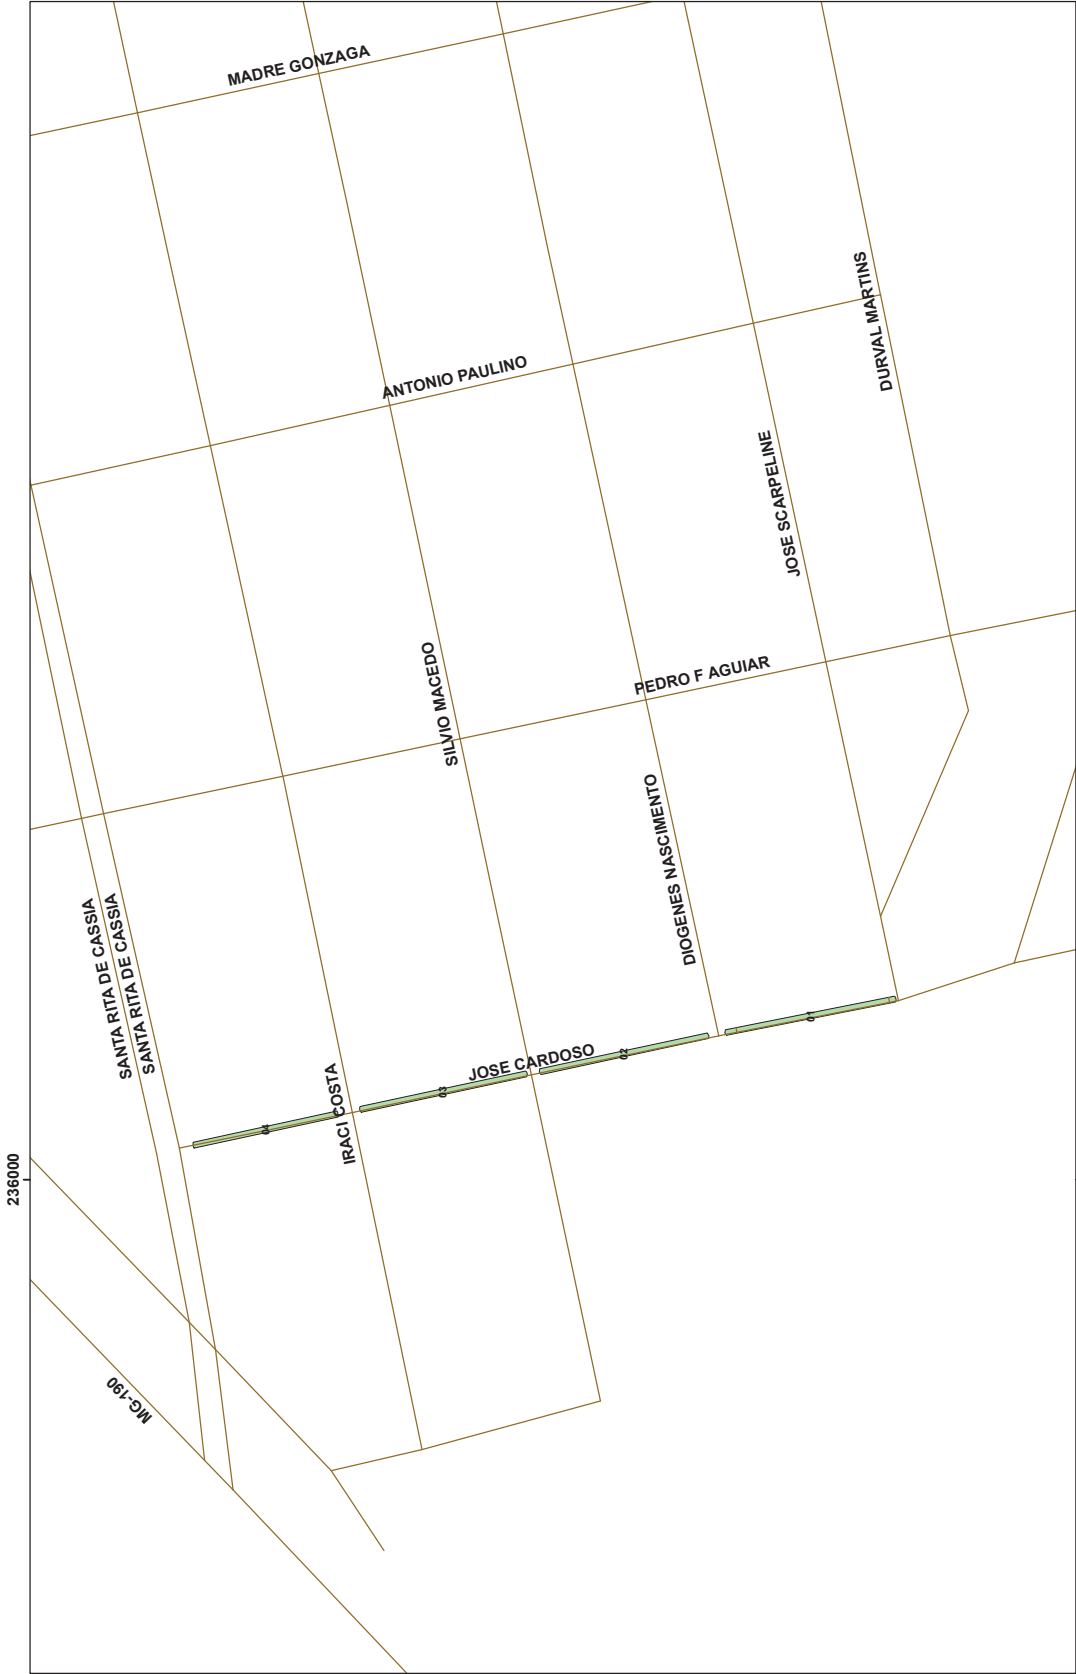 MADRE GONZAGA
ANTONIO PAULINO
DURVAL MARTINS
JOSE SCARPELINE
SILVIO MACEDO
PEDRO F AGUIAR
DIOGENES NASCIMENTO
SANTA RITA DE CASSIA
SANTA RITA DE CASSIA
JOSE CARDOSO
01
02
03
04
IRACI COSTA
236000
MG-190